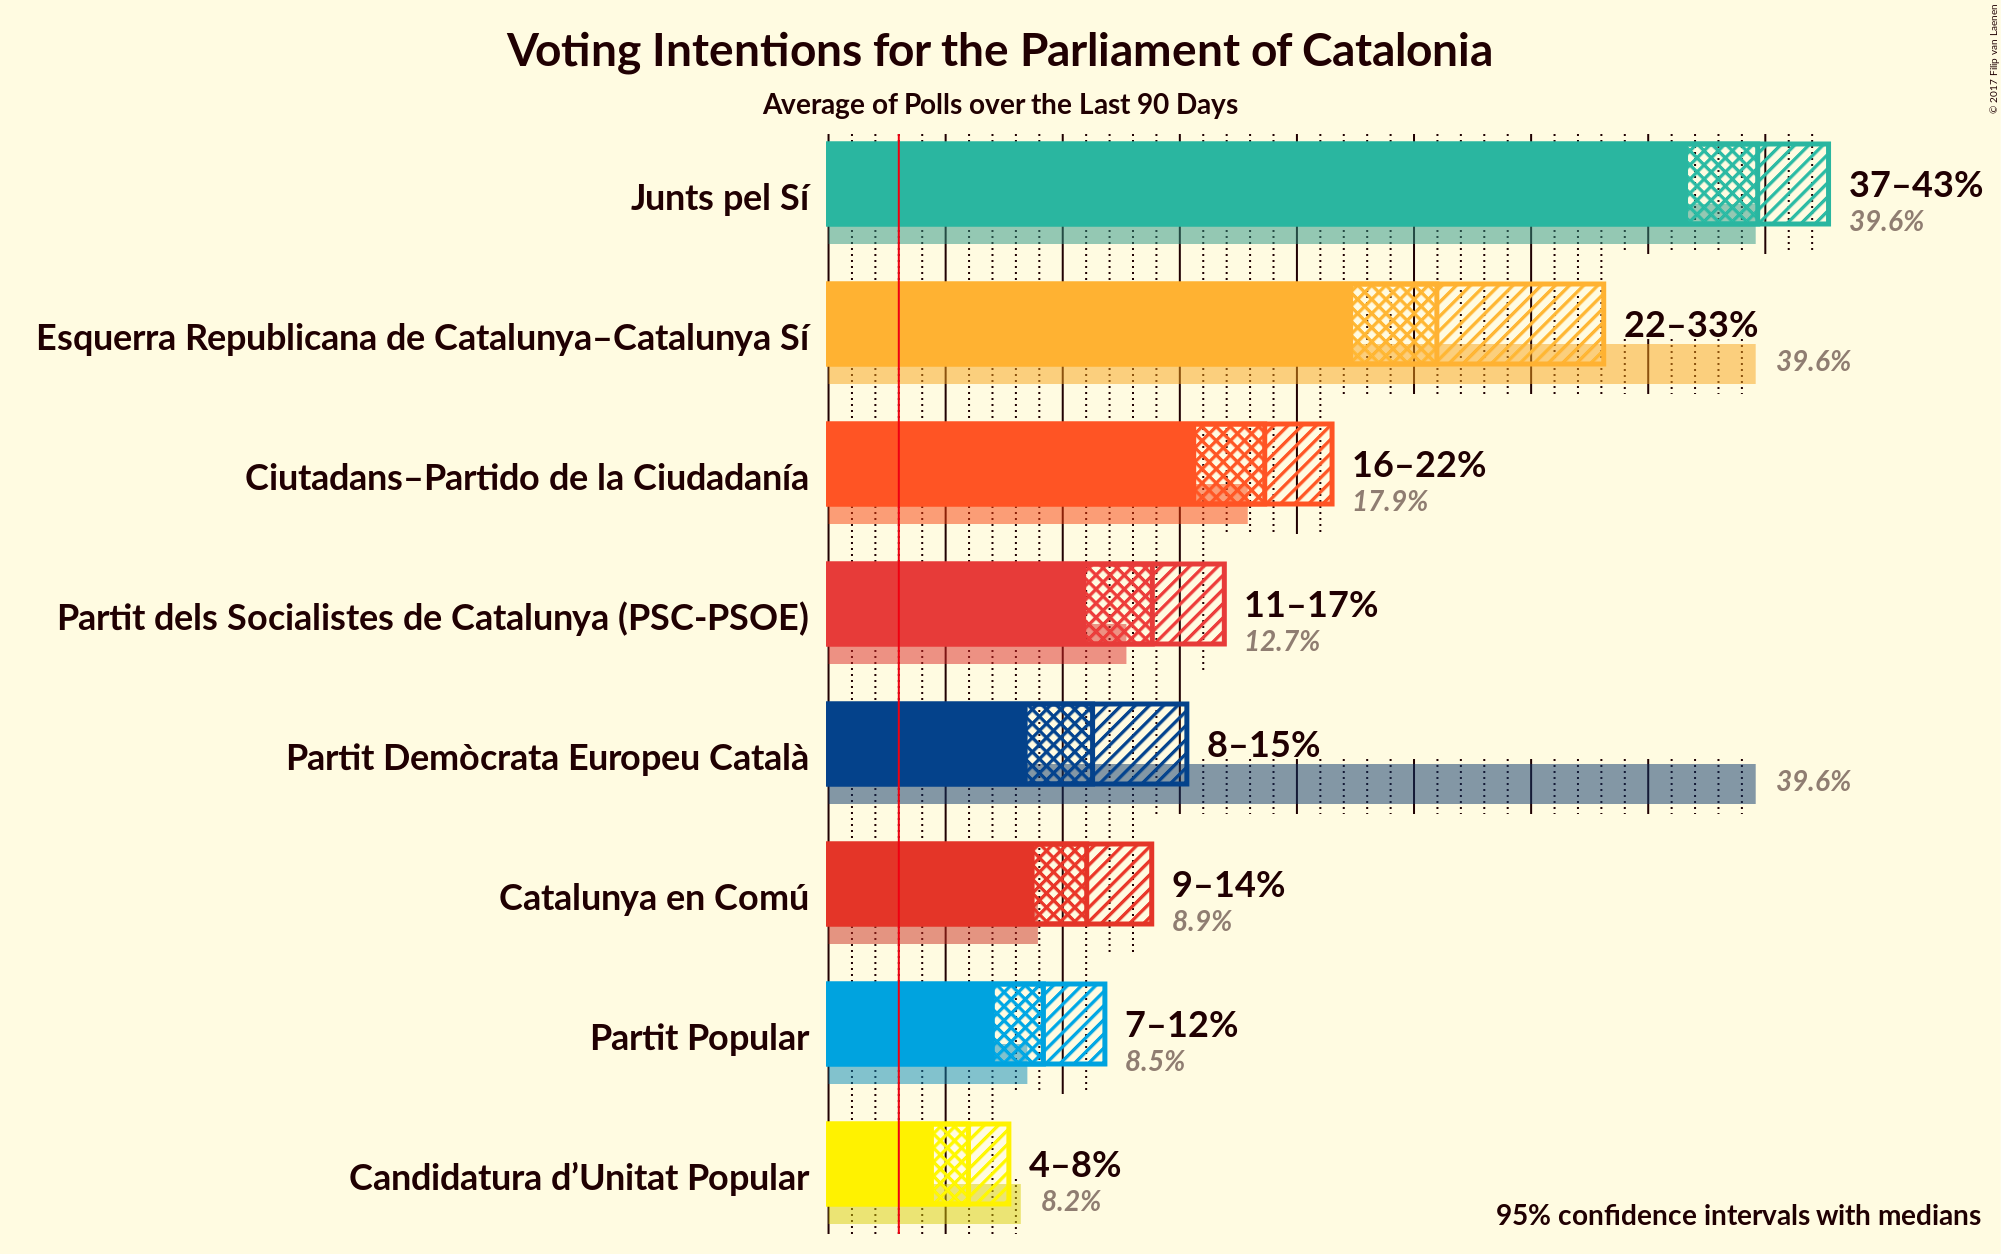 Voting Intentions for the Parliament of Catalonia
Average of Polls over the Last 90 Days
© 2017 Filip van Laenen
Junts pel Sí
37–43%
39.6%
Esquerra Republicana de Catalunya–Catalunya Sí
22–33%
39.6%
Ciutadans–Partido de la Ciudadanía
16–22%
17.9%
Partit dels Socialistes de Catalunya (PSC-PSOE)
11–17%
12.7%
Partit Demòcrata Europeu Català
8–15%
39.6%
Catalunya en Comú
9–14%
8.9%
Partit Popular
7–12%
8.5%
Candidatura d’Unitat Popular
4–8%
8.2%
95% confidence intervals with medians